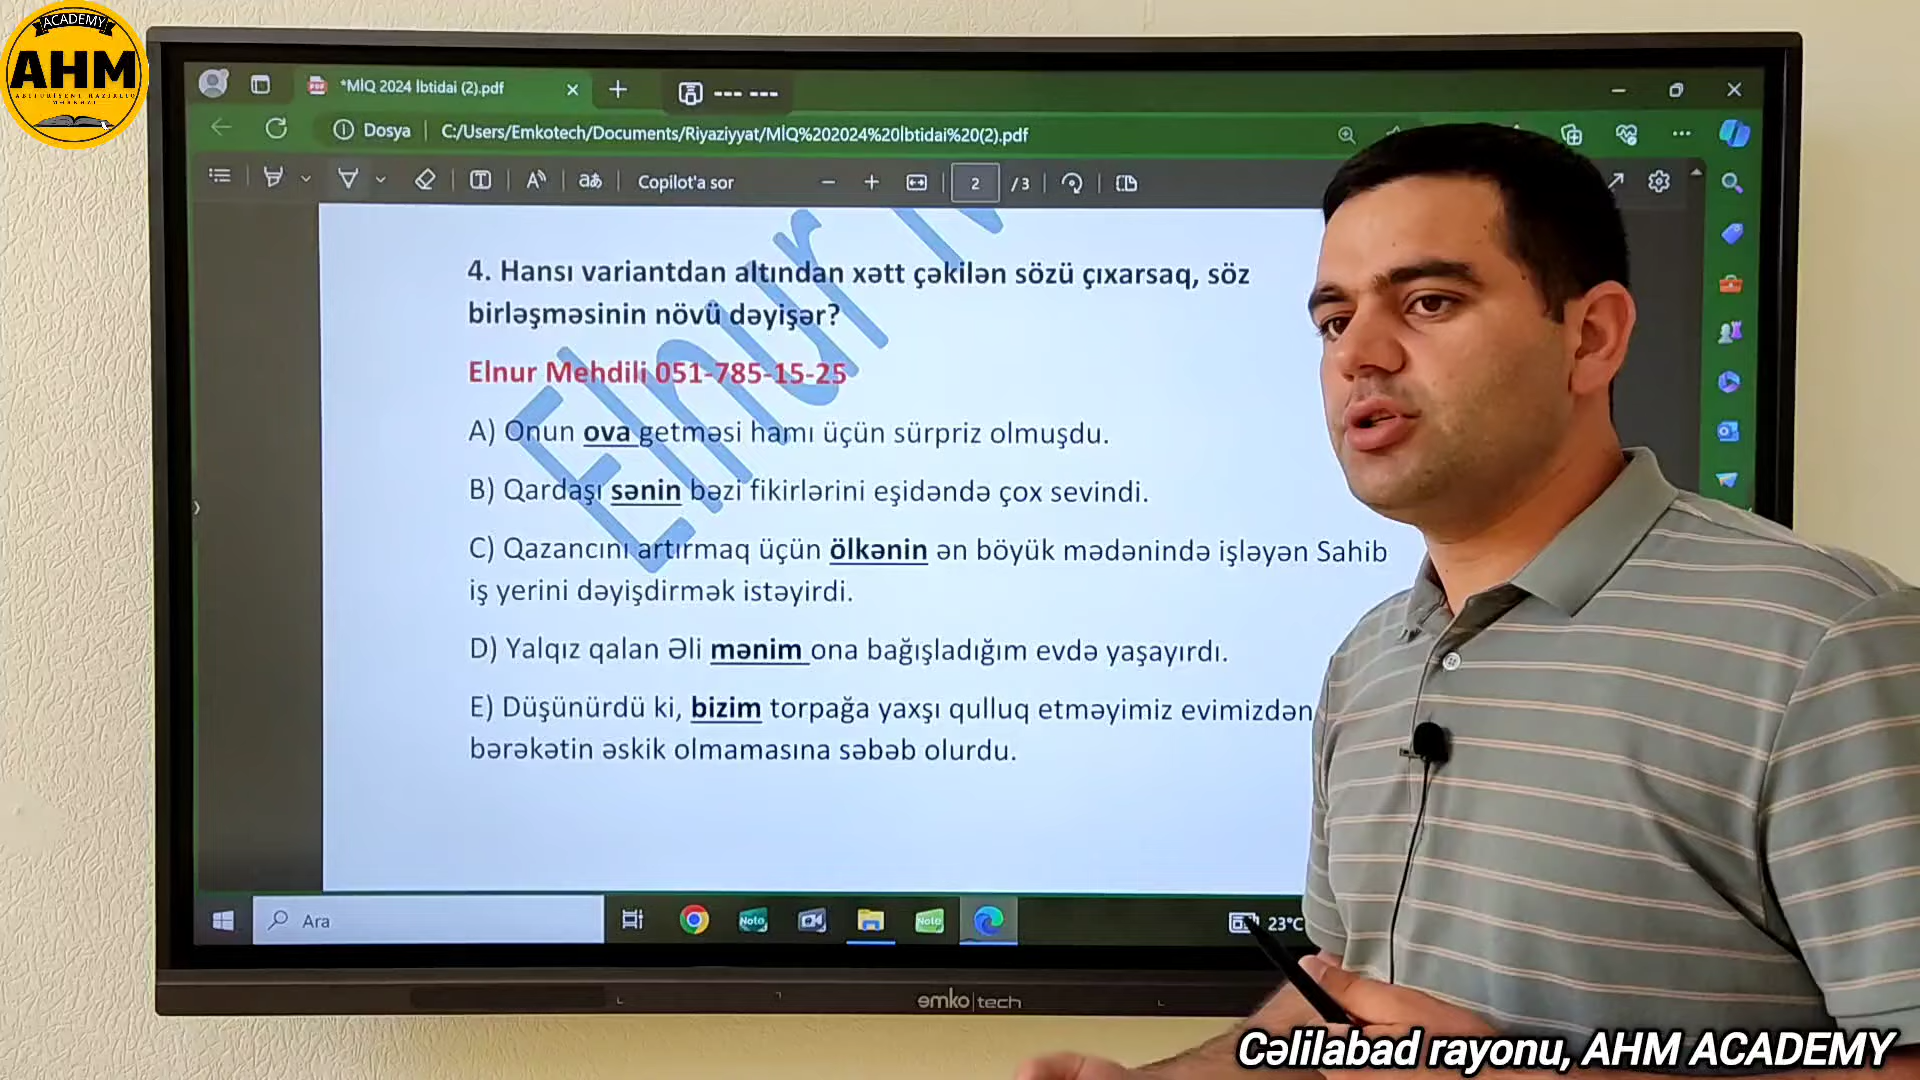 ACADEMY
AHM
*MİQ 2024 İbtidai (2).pdf
Dosya
C:/Users/Emkotech/Documents/Riyaziyyat/MİQ%202024%20İbtidai%20(2).pdf
Copilot'a sor
2 /3
Elnur
4. Hansı variantdan altından xətt çəkilən sözü çıxarsaq, söz
birləşməsinin növü dəyişər?
Elnur Mehdili 051-785-15-25
A) Onun ova getməsi hamı üçün sürpriz olmuşdu.
B) Qardaşı sənin bəzi fikirlərini eşidəndə çox sevindi.
C) Qazancını artırmaq üçün ölkənin ən böyük mədənində işləyən Sahib
iş yerini dəyişdirmək istəyirdi.
D) Yalqız qalan Əli mənim ona bağışladığım evdə yaşayırdı.
E) Düşünürdü ki, bizim torpağa yaxşı qulluq etməyimiz evimizdən
bərəkətin əskik olmamasına səbəb olurdu.
Ara
Note
Note
23°C
emko|tech
Cəlilabad rayonu, AHM ACADEMY